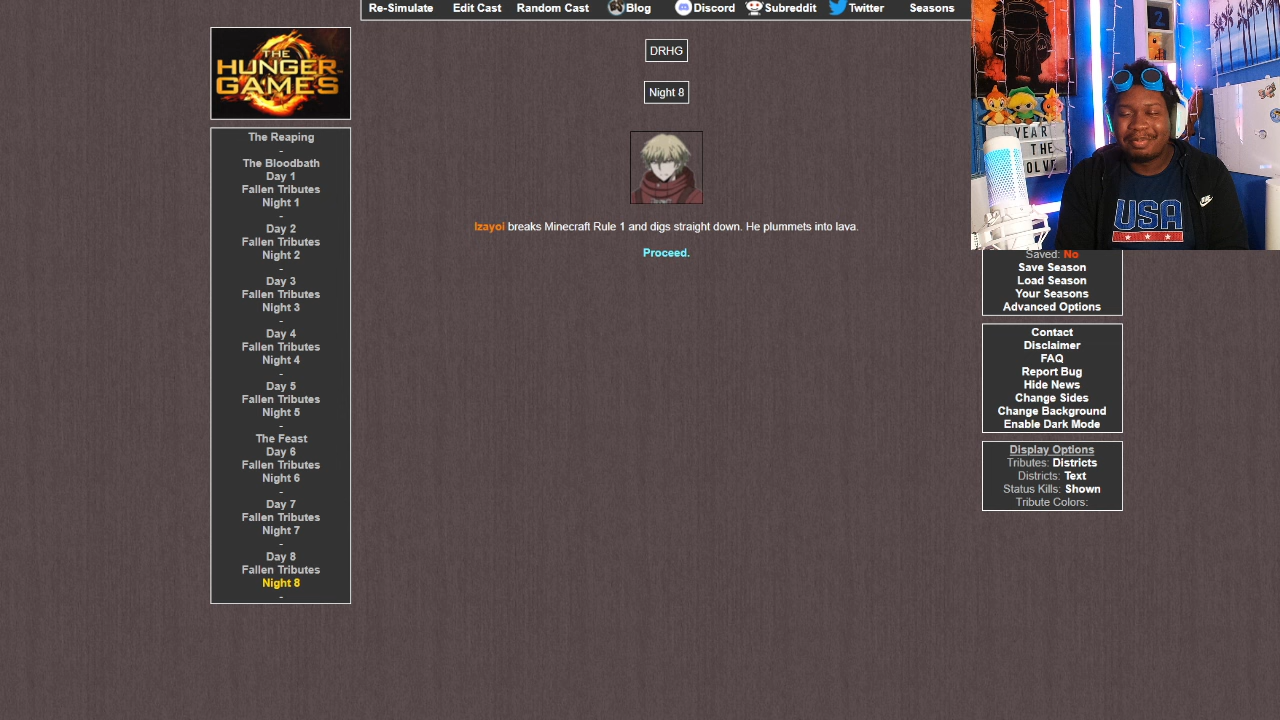 Re-Simulate Edit Cast Random Cast Blog Discord Subreddit Twitter Seasons
THE
HUNGER
GAMES
The Reaping
-
The Bloodbath
Day 1
Fallen Tributes
Night 1
-
Day 2
Fallen Tributes
Night 2
-
Day 3
Fallen Tributes
Night 3
-
Day 4
Fallen Tributes
Night 4
-
Day 5
Fallen Tributes
Night 5
-
The Feast
Day 6
Fallen Tributes
Night 6
-
Day 7
Fallen Tributes
Night 7
-
Day 8
Fallen Tributes
Night 8
-
DRHG
Night 8
Izayoi breaks Minecraft Rule 1 and digs straight down. He plummets into lava.
Proceed.
2
YEAR
THE
OLVE
USA
Saved: No
Save Season
Load Season
Your Seasons
Advanced Options
Contact
Disclaimer
FAQ
Report Bug
Hide News
Change Sides
Change Background
Enable Dark Mode
Display Options
Tributes: Districts
Districts: Text
Status Kills: Shown
Tribute Colors: